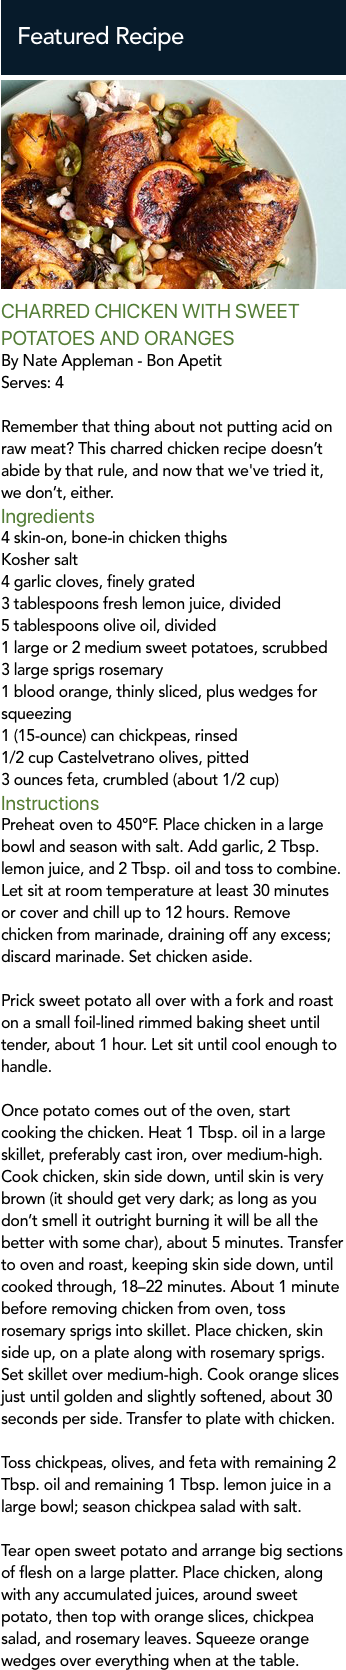 Featured Recipe
CHARRED CHICKEN WITH SWEET
POTATOES AND ORANGES
By Nate Appleman - Bon Apetit
Serves: 4
Remember that thing about not putting acid on
raw meat? This charred chicken recipe doesn’t
abide by that rule, and now that we've tried it,
we don’t, either.
Ingredients
4 skin-on, bone-in chicken thighs
Kosher salt
4 garlic cloves, finely grated
3 tablespoons fresh lemon juice, divided
5 tablespoons olive oil, divided
1 large or 2 medium sweet potatoes, scrubbed
3 large sprigs rosemary
1 blood orange, thinly sliced, plus wedges for
squeezing
1 (15-ounce) can chickpeas, rinsed
1/2 cup Castelvetrano olives, pitted
3 ounces feta, crumbled (about 1/2 cup)
Instructions
Preheat oven to 450°F. Place chicken in a large
bowl and season with salt. Add garlic, 2 Tbsp.
lemon juice, and 2 Tbsp. oil and toss to combine.
Let sit at room temperature at least 30 minutes
or cover and chill up to 12 hours. Remove
chicken from marinade, draining off any excess;
discard marinade. Set chicken aside.
Prick sweet potato all over with a fork and roast
on a small foil-lined rimmed baking sheet until
tender, about 1 hour. Let sit until cool enough to
handle.
Once potato comes out of the oven, start
cooking the chicken. Heat 1 Tbsp. oil in a large
skillet, preferably cast iron, over medium-high.
Cook chicken, skin side down, until skin is very
brown (it should get very dark; as long as you
don’t smell it outright burning it will be all the
better with some char), about 5 minutes. Transfer
to oven and roast, keeping skin side down, until
cooked through, 18–22 minutes. About 1 minute
before removing chicken from oven, toss
rosemary sprigs into skillet. Place chicken, skin
side up, on a plate along with rosemary sprigs.
Set skillet over medium-high. Cook orange slices
just until golden and slightly softened, about 30
seconds per side. Transfer to plate with chicken.
Toss chickpeas, olives, and feta with remaining 2
Tbsp. oil and remaining 1 Tbsp. lemon juice in a
large bowl; season chickpea salad with salt.
Tear open sweet potato and arrange big sections
of flesh on a large platter. Place chicken, along
with any accumulated juices, around sweet
potato, then top with orange slices, chickpea
salad, and rosemary leaves. Squeeze orange
wedges over everything when at the table.